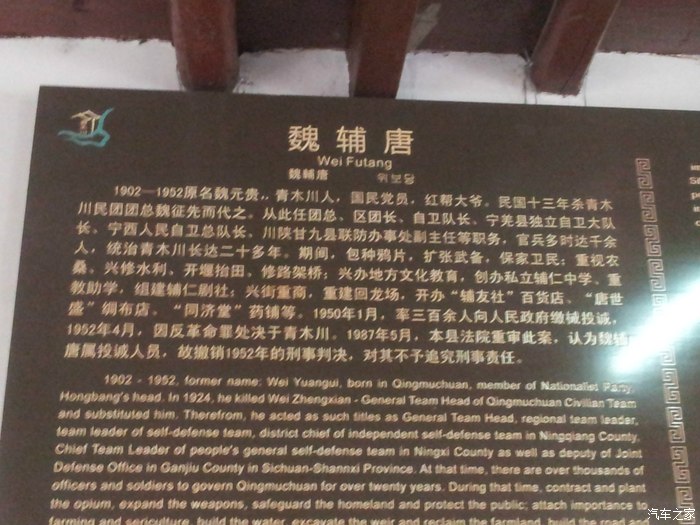 魏辅唐
Wei Futang
魏輔唐 위보당
1902—1952原名魏元贵，青木川人，国民党员，红帮大爷。民国十三年杀青木
川民团团总魏征先而代之。从此任团总、区团长、自卫队长、宁羌县独立自卫大队
长、宁西人民自卫总队长、川陕甘九县联防办事处副主任等职务，官兵多时达千余
人，统治青木川长达二十多年。期间，包种鸦片，扩张武备，保家卫民；重视农
桑。兴修水利、开堰拍田、修路架桥；兴办地方文化教育，创办私立辅仁中学。重
教助学，组建辅仁剧社；兴街重商，重建回龙场，开办“辅友社”百货店、“唐世
盛”绸布店。“同济堂”药铺等。1950年1月，率三百余人向人民政府缴械投诚，
1952年4月，因反革命罪处决于青木川。1987年5月，本县法院重审此案，认为魏辅
唐属投诚人员，故撤销1952年的刑事判决，对其不予追究刑事责任。
1902 - 1952, former name: Wei Yuangui, born in Qingmuchuan, member of Nationalist Party,
Hongbang's head. In 1924, he killed Wei Zhengxian - General Team Head of Qingmuchuan Civilian Team
and substituted him. Therefrom, he acted as such titles as General Team Head, regional team leader,
team leader of self-defense team, district chief of independent self-defense team in Ningqiang County,
Chief Team Leader of people's general self-defense team in Ningxi County as well as deputy of Joint
Defense Office in Ganjiu County in Sichuan-Shannxi Province. At that time, there are over thousands of
officers and soldiers to govern Qingmuchuan for over twenty years. During that time, contract and plant
the opium, expand the weapons, safeguard the homeland and protect the public; attach importance to
farming and sericulture, build the water, excavate the weir and
汽车之家